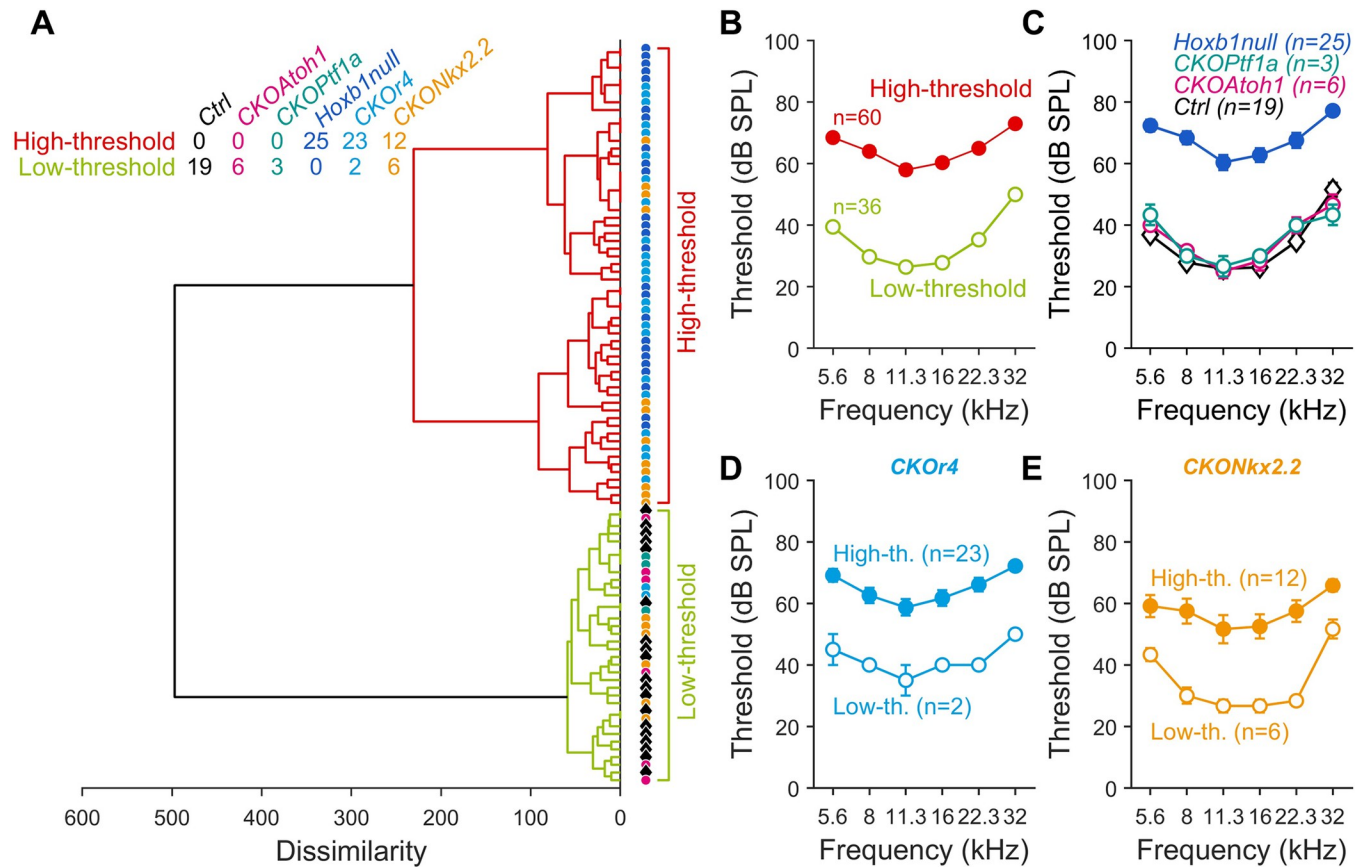 A
Ctrl
CKOAtoh1
CKOPtf1a
Hoxb1null
CKOr4
CKONkx2.2
High-threshold 0 0 0 25 23 12
Low-threshold 19 6 3 0 2 6
High-threshold
Low-threshold
600 500 400 300 200 100 0
Dissimilarity
B
Threshold (dB SPL)
100
80
60
40
20
0
High-threshold
n=60
n=36
Low-threshold
5.6 8 11.3 16 22.3 32
Frequency (kHz)
C
Threshold (dB SPL)
100
80
60
40
20
0
Hoxb1null (n=25)
CKOPtf1a (n=3)
CKOAtoh1 (n=6)
Ctrl (n=19)
5.6 8 11.3 16 22.3 32
Frequency (kHz)
D
CKOr4
Threshold (dB SPL)
100
80
60
40
20
0
High-th. (n=23)
Low-th. (n=2)
5.6 8 11.3 16 22.3 32
Frequency (kHz)
E
CKONkx2.2
Threshold (dB SPL)
100
80
60
40
20
0
High-th. (n=12)
Low-th. (n=6)
5.6 8 11.3 16 22.3 32
Frequency (kHz)